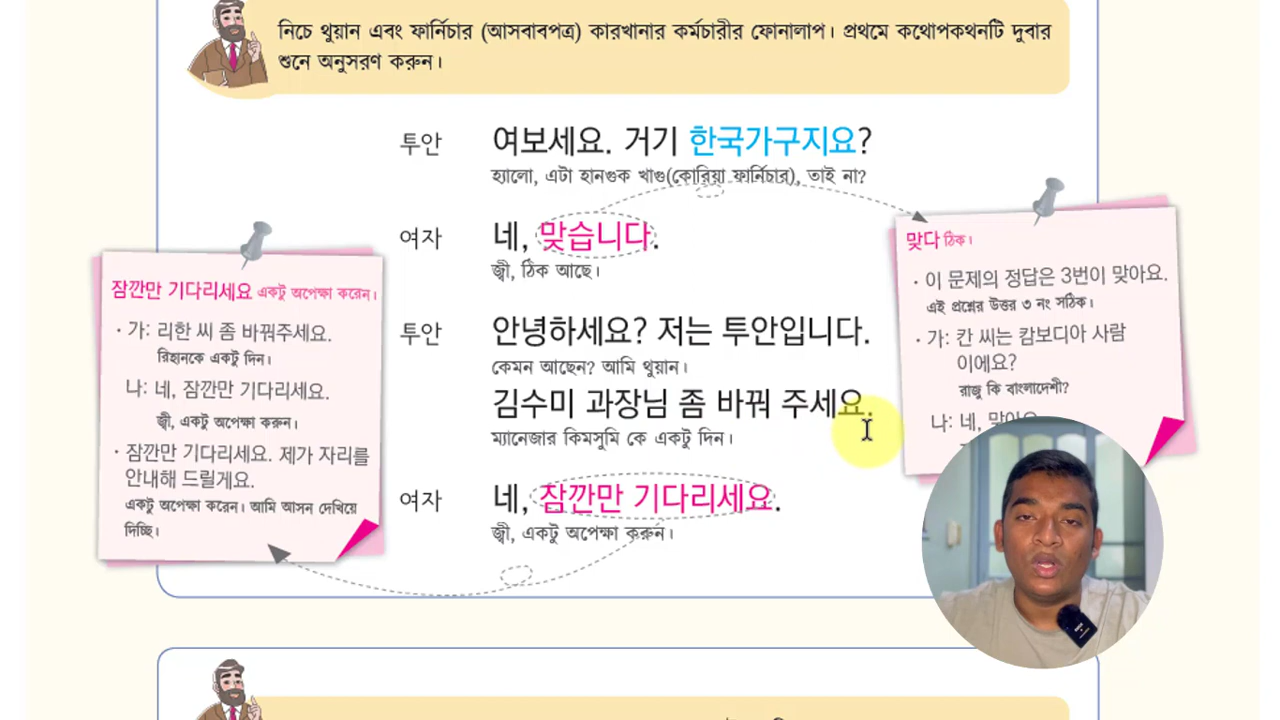 নিচে থুয়ান এবং ফার্নিচার (আসবাবপত্র) কারখানার কর্মচারীর ফোনালাপ। প্রথমে কথোপকথনটি দুবার
শুনে অনুসরণ করুন।
투안 여보세요. 거기 한국가구지요?
হ্যালো, এটা হানগুক খাগু(কোরিয়া ফার্নিচার), তাই না?
여자 네, 맞습니다.
জ্বী, ঠিক আছে।
투안 안녕하세요? 저는 투안입니다.
কেমন আছেন? আমি থুয়ান।
김수미 과장님 좀 바꿔 주세요.
ম্যানেজার কিমসুমি কে একটু দিন।
여자 네, 잠깐만 기다리세요.
জ্বী, একটু অপেক্ষা করুন।
잠깐만 기다리세요 একটু অপেক্ষা করেন।
· 가: 리한 씨 좀 바꿔주세요.
রিহানকে একটু দিন।
나: 네, 잠깐만 기다리세요.
জ্বী, একটু অপেক্ষা করুন।
· 잠깐만 기다리세요. 제가 자리를
안내해 드릴게요.
একটু অপেক্ষা করেন। আমি আসন দেখিয়ে
দিচ্ছি।
맞다 ঠিক।
· 이 문제의 정답은 3번이 맞아요.
এই প্রশ্নের উত্তর ৩ নং সঠিক।
· 가: 칸 씨는 캄보디아 사람
이에요?
রাজু কি বাংলাদেশী?
나: 네,